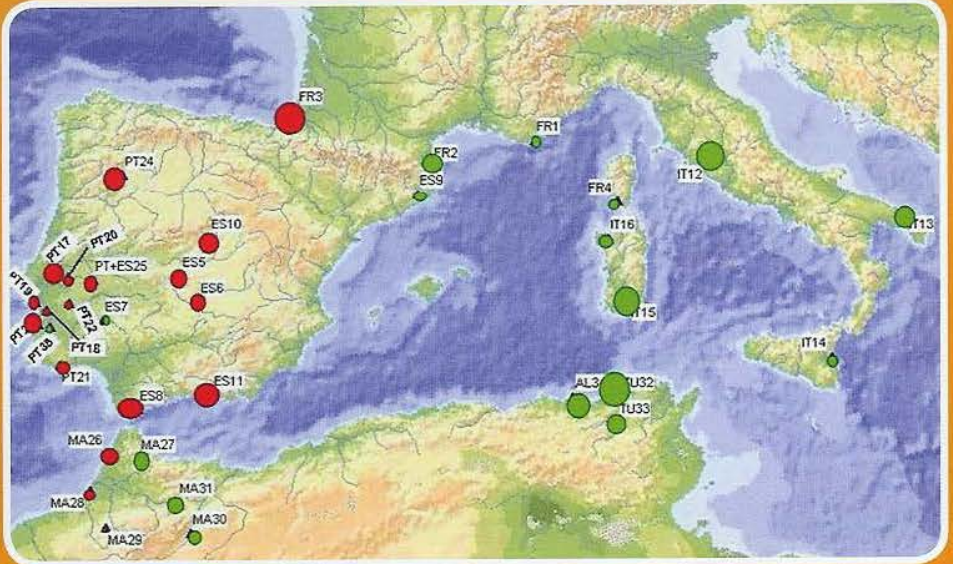 FR3
FR1
FR2
PT24
IT12
ES9
FR4
IT13
ES10
IT16
PT20
PT17
PT+ES25
ES5
PT19
ES6
ES7
PT22
IT15
PT38
PT18
IT14
PT21
ES11
AL3
TU32
ES8
TU33
MA26
MA27
MA31
MA28
MA30
MA29